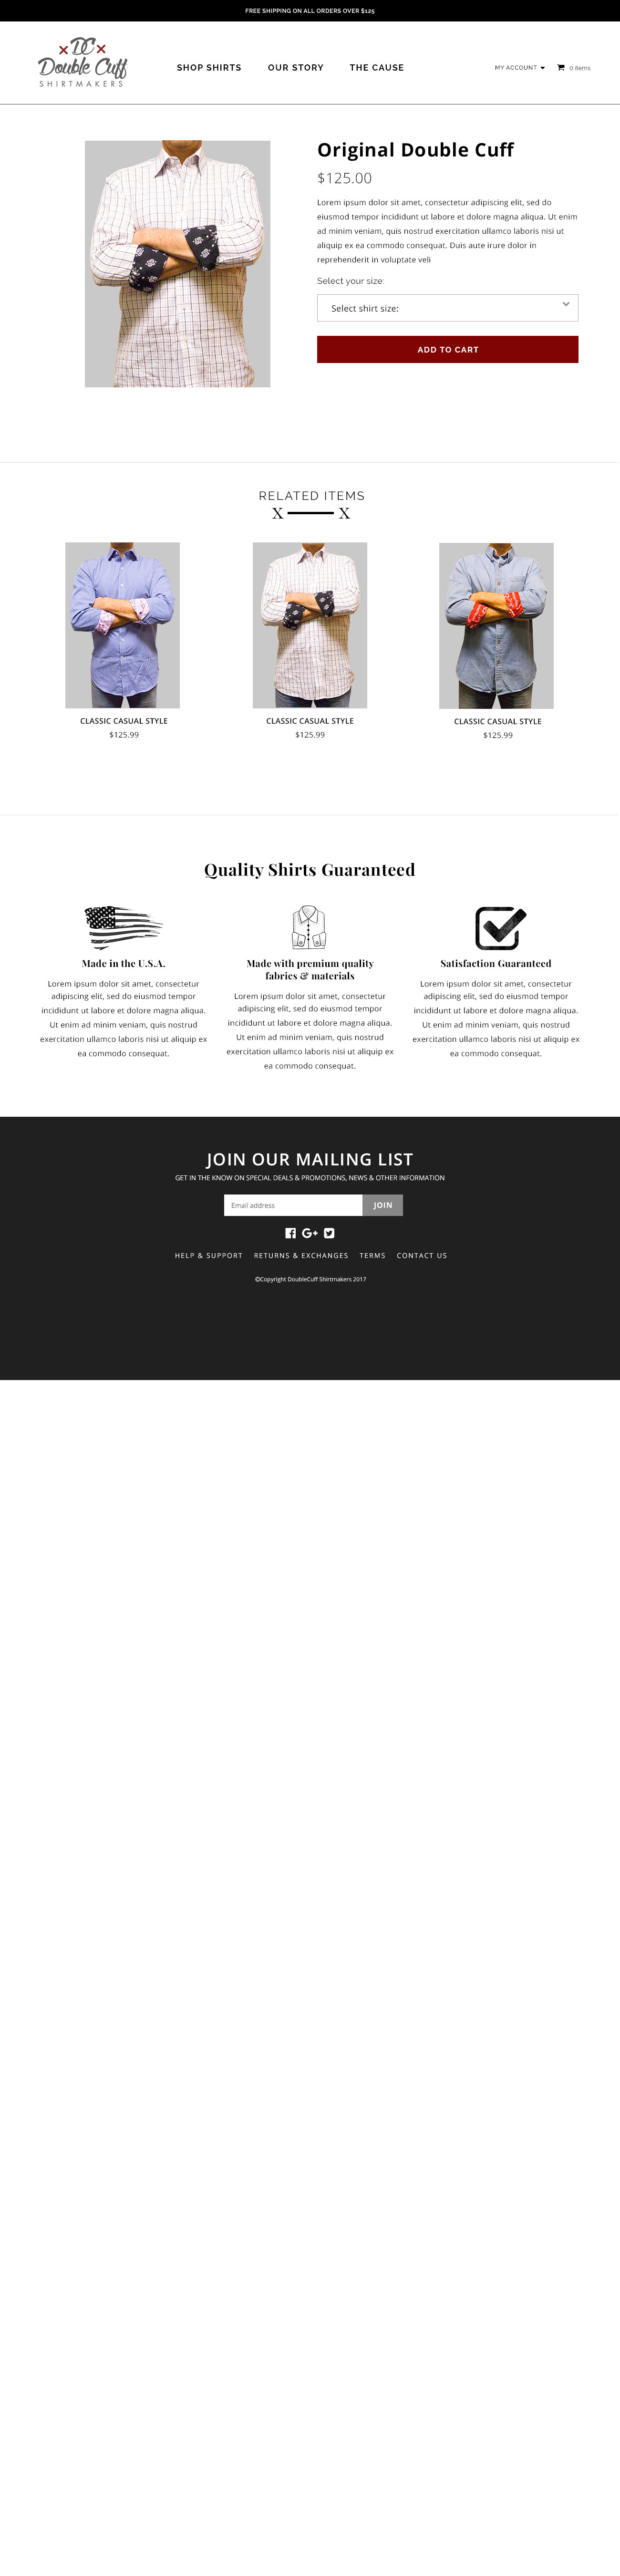 FREE SHIPPING ON ALL ORDERS OVER $125
DC
Double Cuff
SHIRTMAKERS
SHOP SHIRTS
OUR STORY
THE CAUSE
MY ACCOUNT
0 items
Original Double Cuff
$125.00
Lorem ipsum dolor sit amet, consectetur adipiscing elit, sed do
eiusmod tempor incididunt ut labore et dolore magna aliqua. Ut enim
ad minim veniam, quis nostrud exercitation ullamco laboris nisi ut
aliquip ex ea commodo consequat. Duis aute irure dolor in
reprehenderit in voluptate veli
Select your size:
Select shirt size:
ADD TO CART
RELATED ITEMS
X X
CLASSIC CASUAL STYLE
$125.99
CLASSIC CASUAL STYLE
$125.99
CLASSIC CASUAL STYLE
$125.99
Quality Shirts Guaranteed
Made in the U.S.A.
Lorem ipsum dolor sit amet, consectetur
adipiscing elit, sed do eiusmod tempor
incididunt ut labore et dolore magna aliqua.
Ut enim ad minim veniam, quis nostrud
exercitation ullamco laboris nisi ut aliquip ex
ea commodo consequat.
Made with premium quality
fabrics & materials
Lorem ipsum dolor sit amet, consectetur
adipiscing elit, sed do eiusmod tempor
incididunt ut labore et dolore magna aliqua.
Ut enim ad minim veniam, quis nostrud
exercitation ullamco laboris nisi ut aliquip ex
ea commodo consequat.
Satisfaction Guaranteed
Lorem ipsum dolor sit amet, consectetur
adipiscing elit, sed do eiusmod tempor
incididunt ut labore et dolore magna aliqua.
Ut enim ad minim veniam, quis nostrud
exercitation ullamco laboris nisi ut aliquip ex
ea commodo consequat.
JOIN OUR MAILING LIST
GET IN THE KNOW ON SPECIAL DEALS & PROMOTIONS, NEWS & OTHER INFORMATION
Email address
JOIN
HELP & SUPPORT
RETURNS & EXCHANGES
TERMS
CONTACT US
©Copyright DoubleCuff Shirtmakers 2017